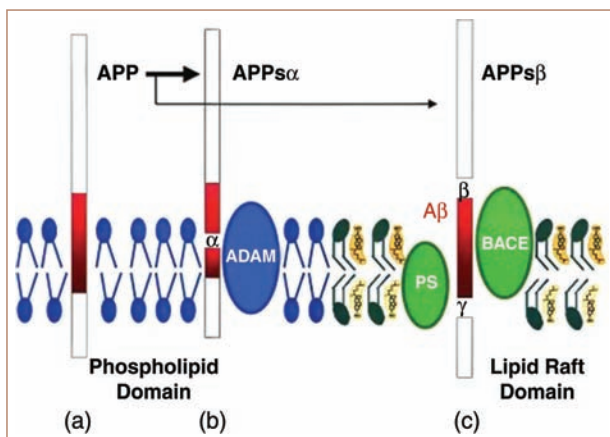 APP
APPsα
APPsβ
β
Aβ
α
ADAM
BACE
PS
γ
Phospholipid
Domain
Lipid Raft
Domain
(a)
(b)
(c)